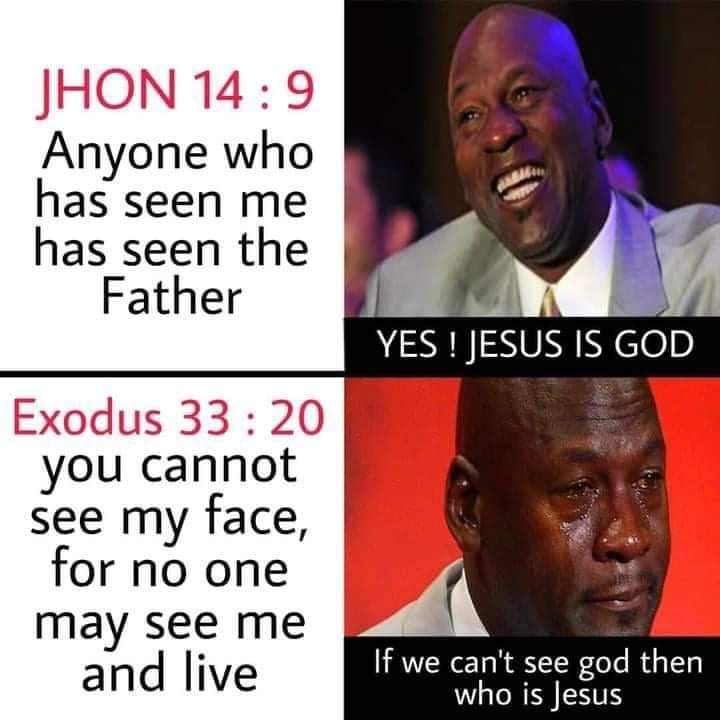 JHON 14 : 9
Anyone who
has seen me
has seen the
Father
YES ! JESUS IS GOD
Exodus 33 : 20
you cannot
see my face,
for no one
may see me
and live
If we can't see god then
who is Jesus